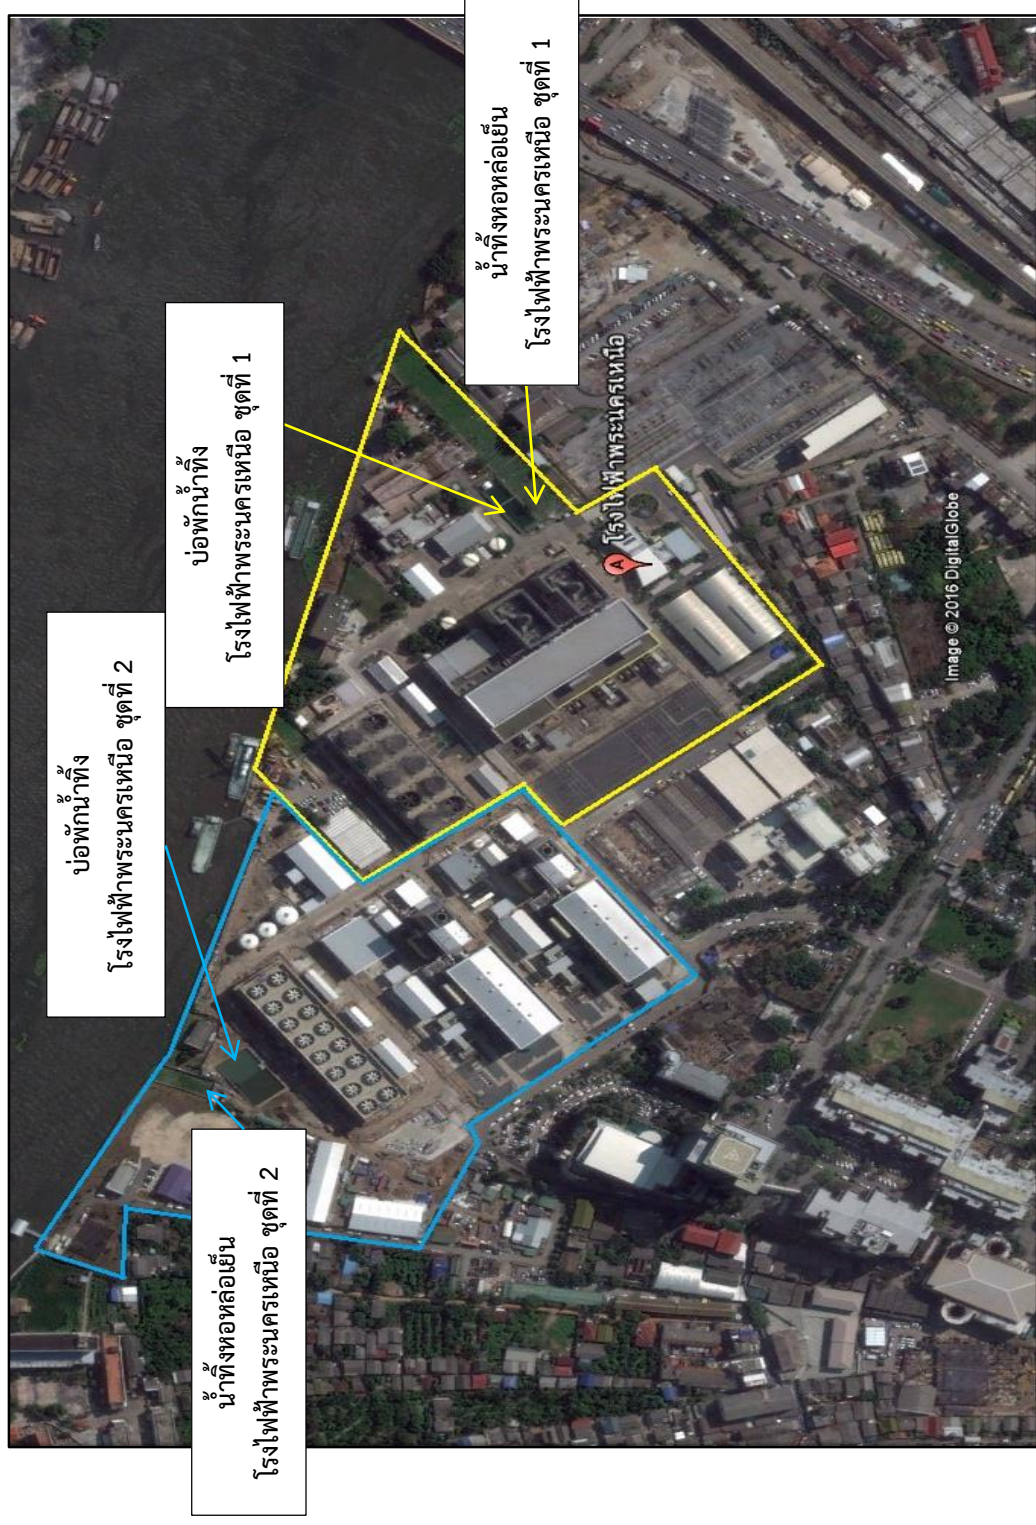 น้ำทิ้งหอหล่อเย็น
โรงไฟฟ้าพระนครเหนือ ชุดที่ 2
บ่อพักน้ำทิ้ง
โรงไฟฟ้าพระนครเหนือ ชุดที่ 2
บ่อพักน้ำทิ้ง
โรงไฟฟ้าพระนครเหนือ ชุดที่ 1
น้ำทิ้งหอหล่อเย็น
โรงไฟฟ้าพระนครเหนือ ชุดที่ 1
A
โรงไฟฟ้าพระนครเหนือ
Image © 2016 DigitalGlobe